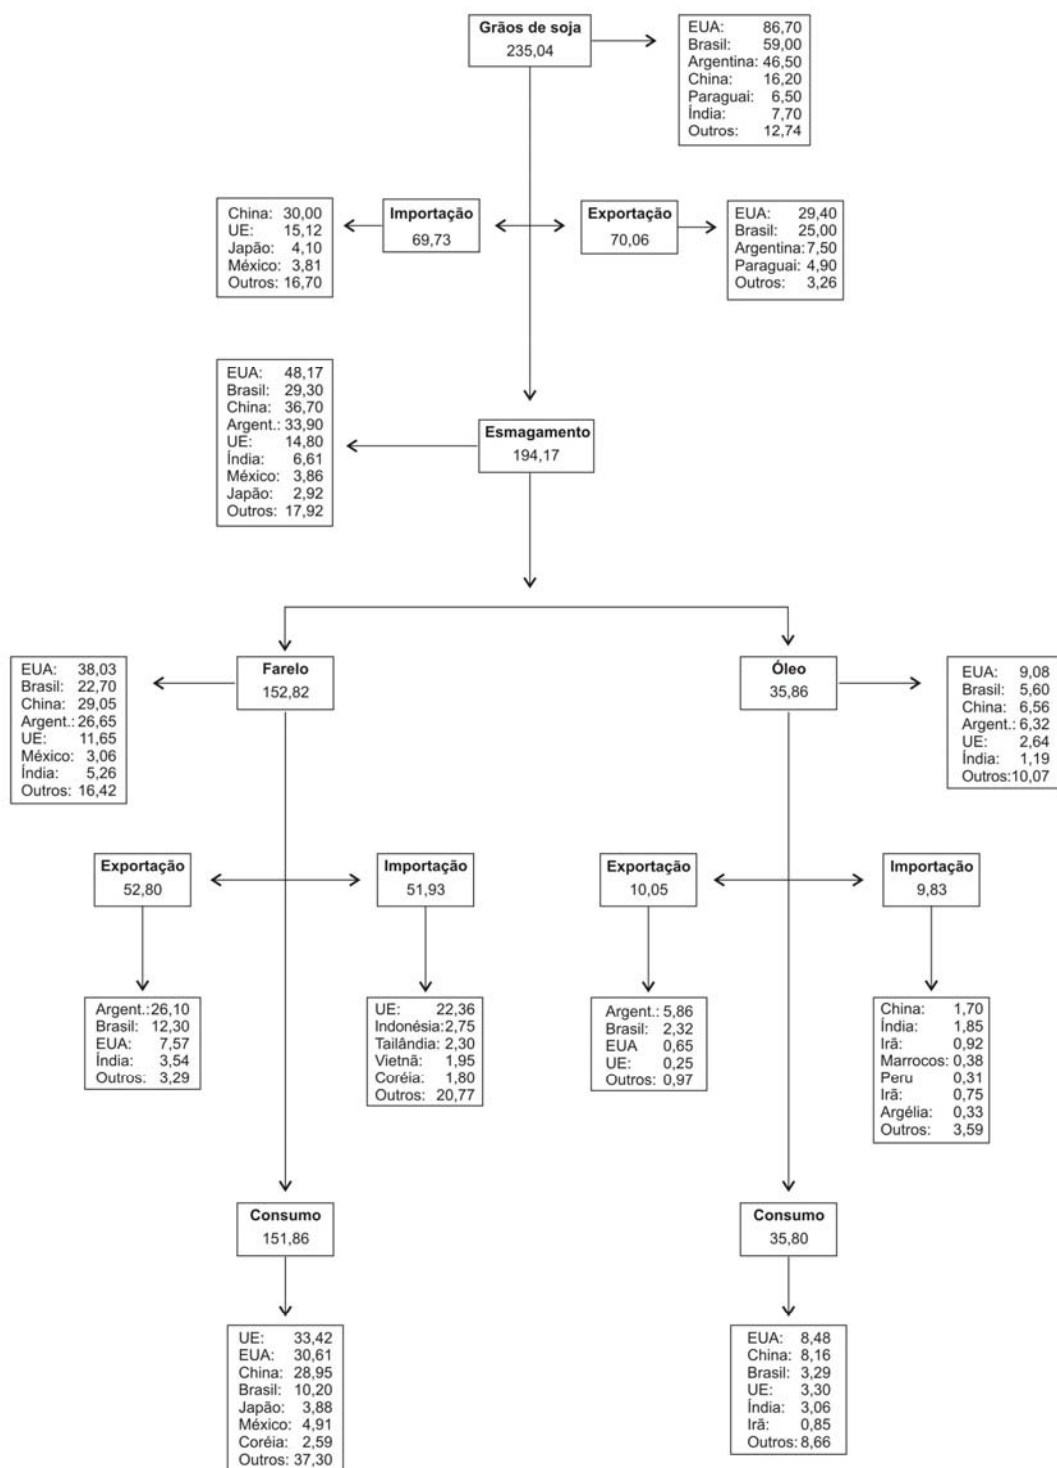 Grãos de soja
235,04
EUA: 86,70
Brasil: 59,00
Argentina: 46,50
China: 16,20
Paraguai: 6,50
Índia: 7,70
Outros: 12,74
China: 30,00
UE: 15,12
Japão: 4,10
México: 3,81
Outros: 16,70
Importação
69,73
Exportação
70,06
EUA: 29,40
Brasil: 25,00
Argentina: 7,50
Paraguai: 4,90
Outros: 3,26
EUA: 48,17
Brasil: 29,30
China: 36,70
Argent.: 33,90
UE: 14,80
Índia: 6,61
México: 3,86
Japão: 2,92
Outros: 17,92
Esmagamento
194,17
EUA: 38,03
Brasil: 22,70
China: 29,05
Argent.: 26,65
UE: 11,65
México: 3,06
Índia: 5,26
Outros: 16,42
Farelo
152,82
Óleo
35,86
EUA: 9,08
Brasil: 5,60
China: 6,56
Argent.: 6,32
UE: 2,64
Índia: 1,19
Outros: 10,07
Exportação
52,80
Importação
51,93
Exportação
10,05
Importação
9,83
Argent.: 26,10
Brasil: 12,30
EUA: 7,57
Índia: 3,54
Outros: 3,29
UE: 22,36
Indonésia: 2,75
Tailândia: 2,30
Vietnã: 1,95
Coréia: 1,80
Outros: 20,77
Argent.: 5,86
Brasil: 2,32
EUA 0,65
UE: 0,25
Outros: 0,97
China: 1,70
Índia: 1,85
Irã: 0,92
Marrocos: 0,38
Peru 0,31
Irã: 0,75
Argélia: 0,33
Outros: 3,59
Consumo
151,86
Consumo
35,80
UE: 33,42
EUA: 30,61
China: 28,95
Brasil: 10,20
Japão: 3,88
México: 4,91
Coréia: 2,59
Outros: 37,30
EUA: 8,48
China: 8,16
Brasil: 3,29
UE: 3,30
Índia: 3,06
Irã: 0,85
Outros: 8,66